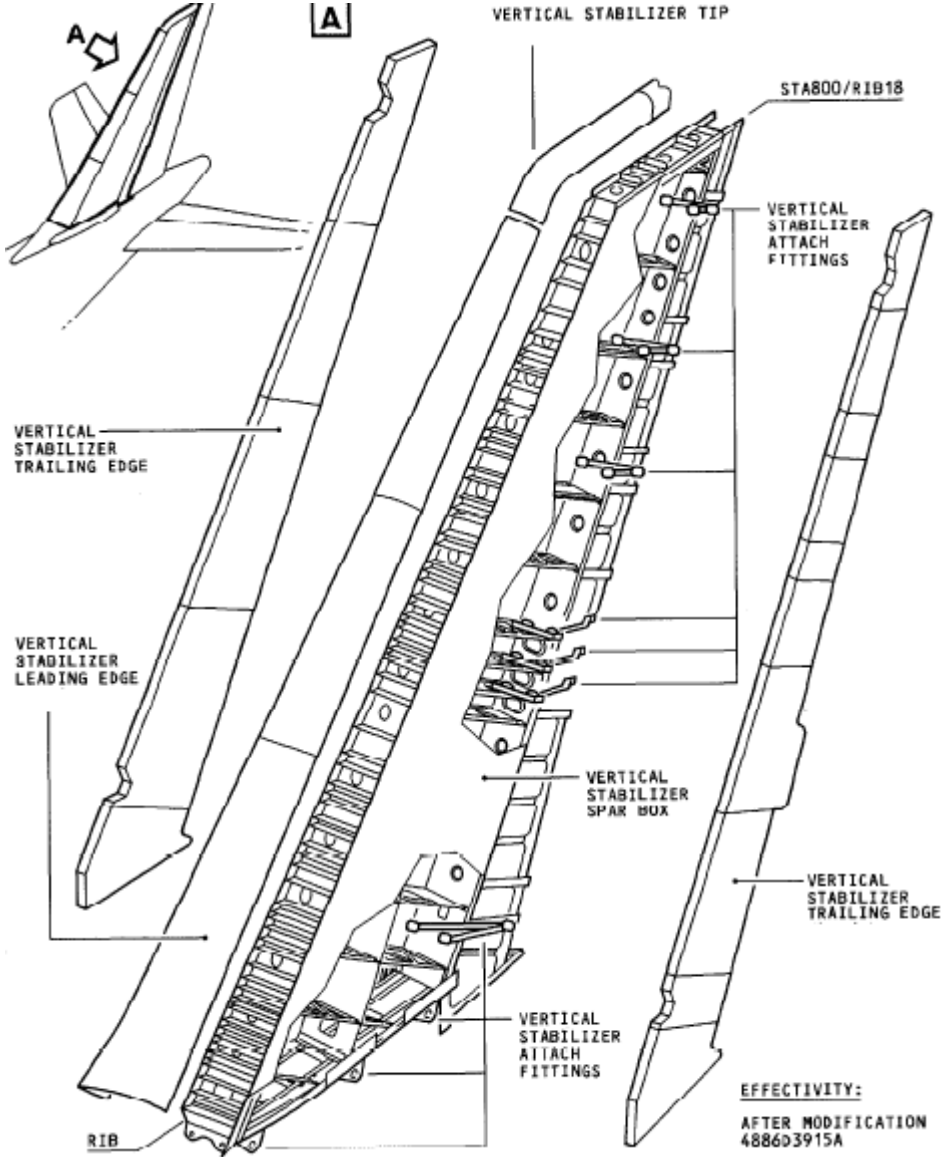 A
A
VERTICAL STABILIZER TIP
STA800/RIB18
VERTICAL
STABILIZER
ATTACH
FITTINGS
VERTICAL
STABILIZER
TRAILING EDGE
VERTICAL
STABILIZER
LEADING EDGE
VERTICAL
STABILIZER
SPAR BOX
VERTICAL
STABILIZER
TRAILING EDGE
VERTICAL
STABILIZER
ATTACH
FITTINGS
RIB
EFFECTIVITY:
AFTER MODIFICATION
4886D3915A